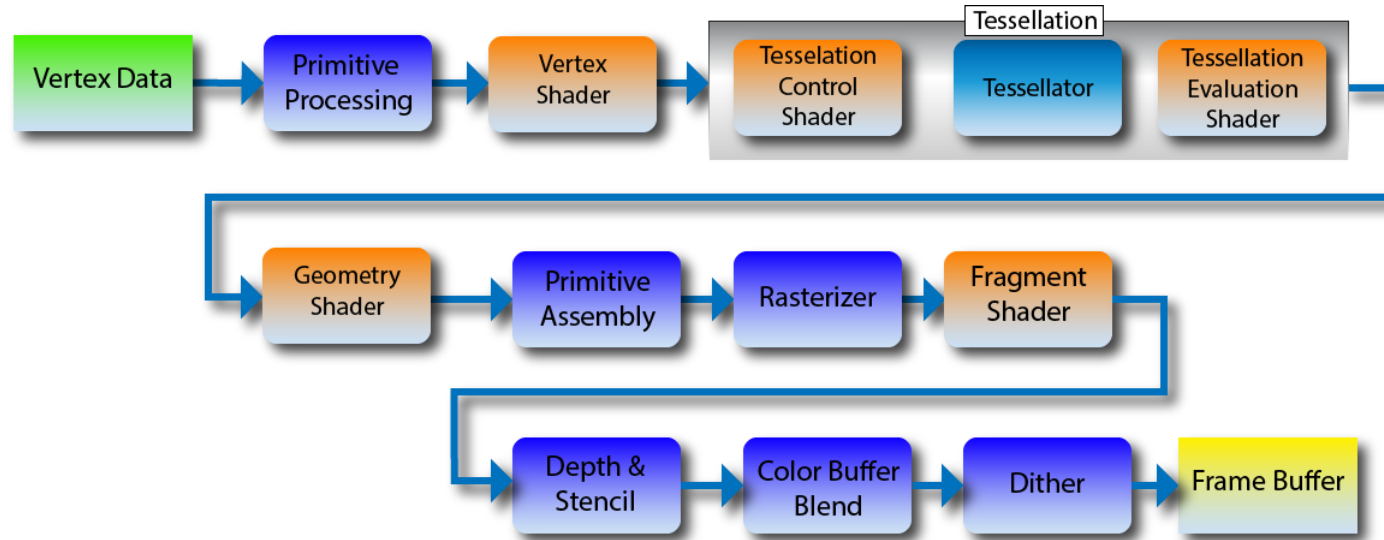 Tessellation
Vertex Data
Primitive
Processing
Vertex
Shader
Tesselation
Control
Shader
Tessellator
Tessellation
Evaluation
Shader
Geometry
Shader
Primitive
Assembly
Rasterizer
Fragment
Shader
Depth &
Stencil
Color Buffer
Blend
Dither
Frame Buffer